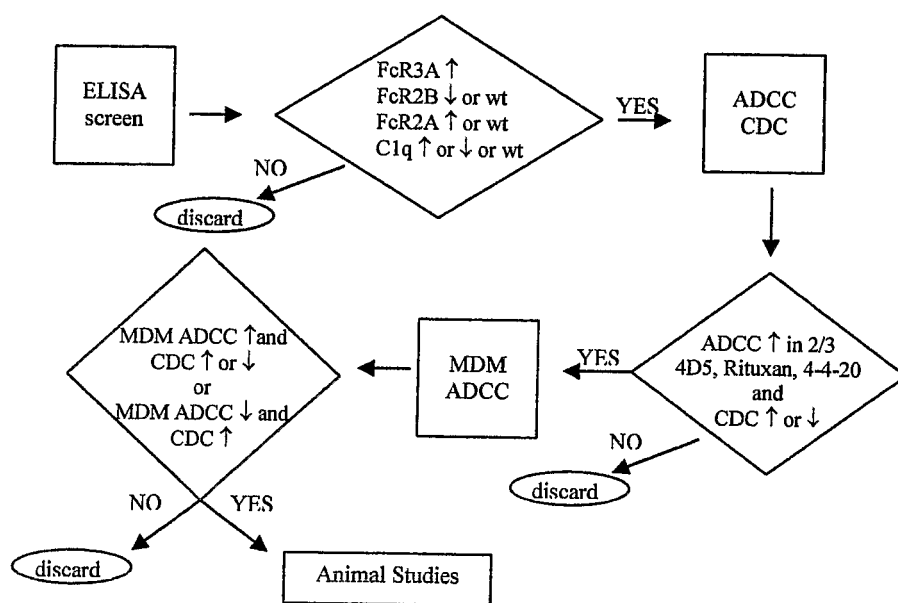 ELISA
screen
FcR3A ↑
FcR2B ↓ or wt
FcR2A ↑ or wt
C1q ↑ or ↓ or wt
YES
ADCC
CDC
NO
discard
ADCC ↑ in 2/3
4D5, Rituxan, 4-4-20
and
CDC ↑ or ↓
YES
NO
discard
MDM
ADCC
MDM ADCC ↑and
CDC ↑ or ↓
or
MDM ADCC ↓ and
CDC ↑
NO
YES
discard
Animal Studies